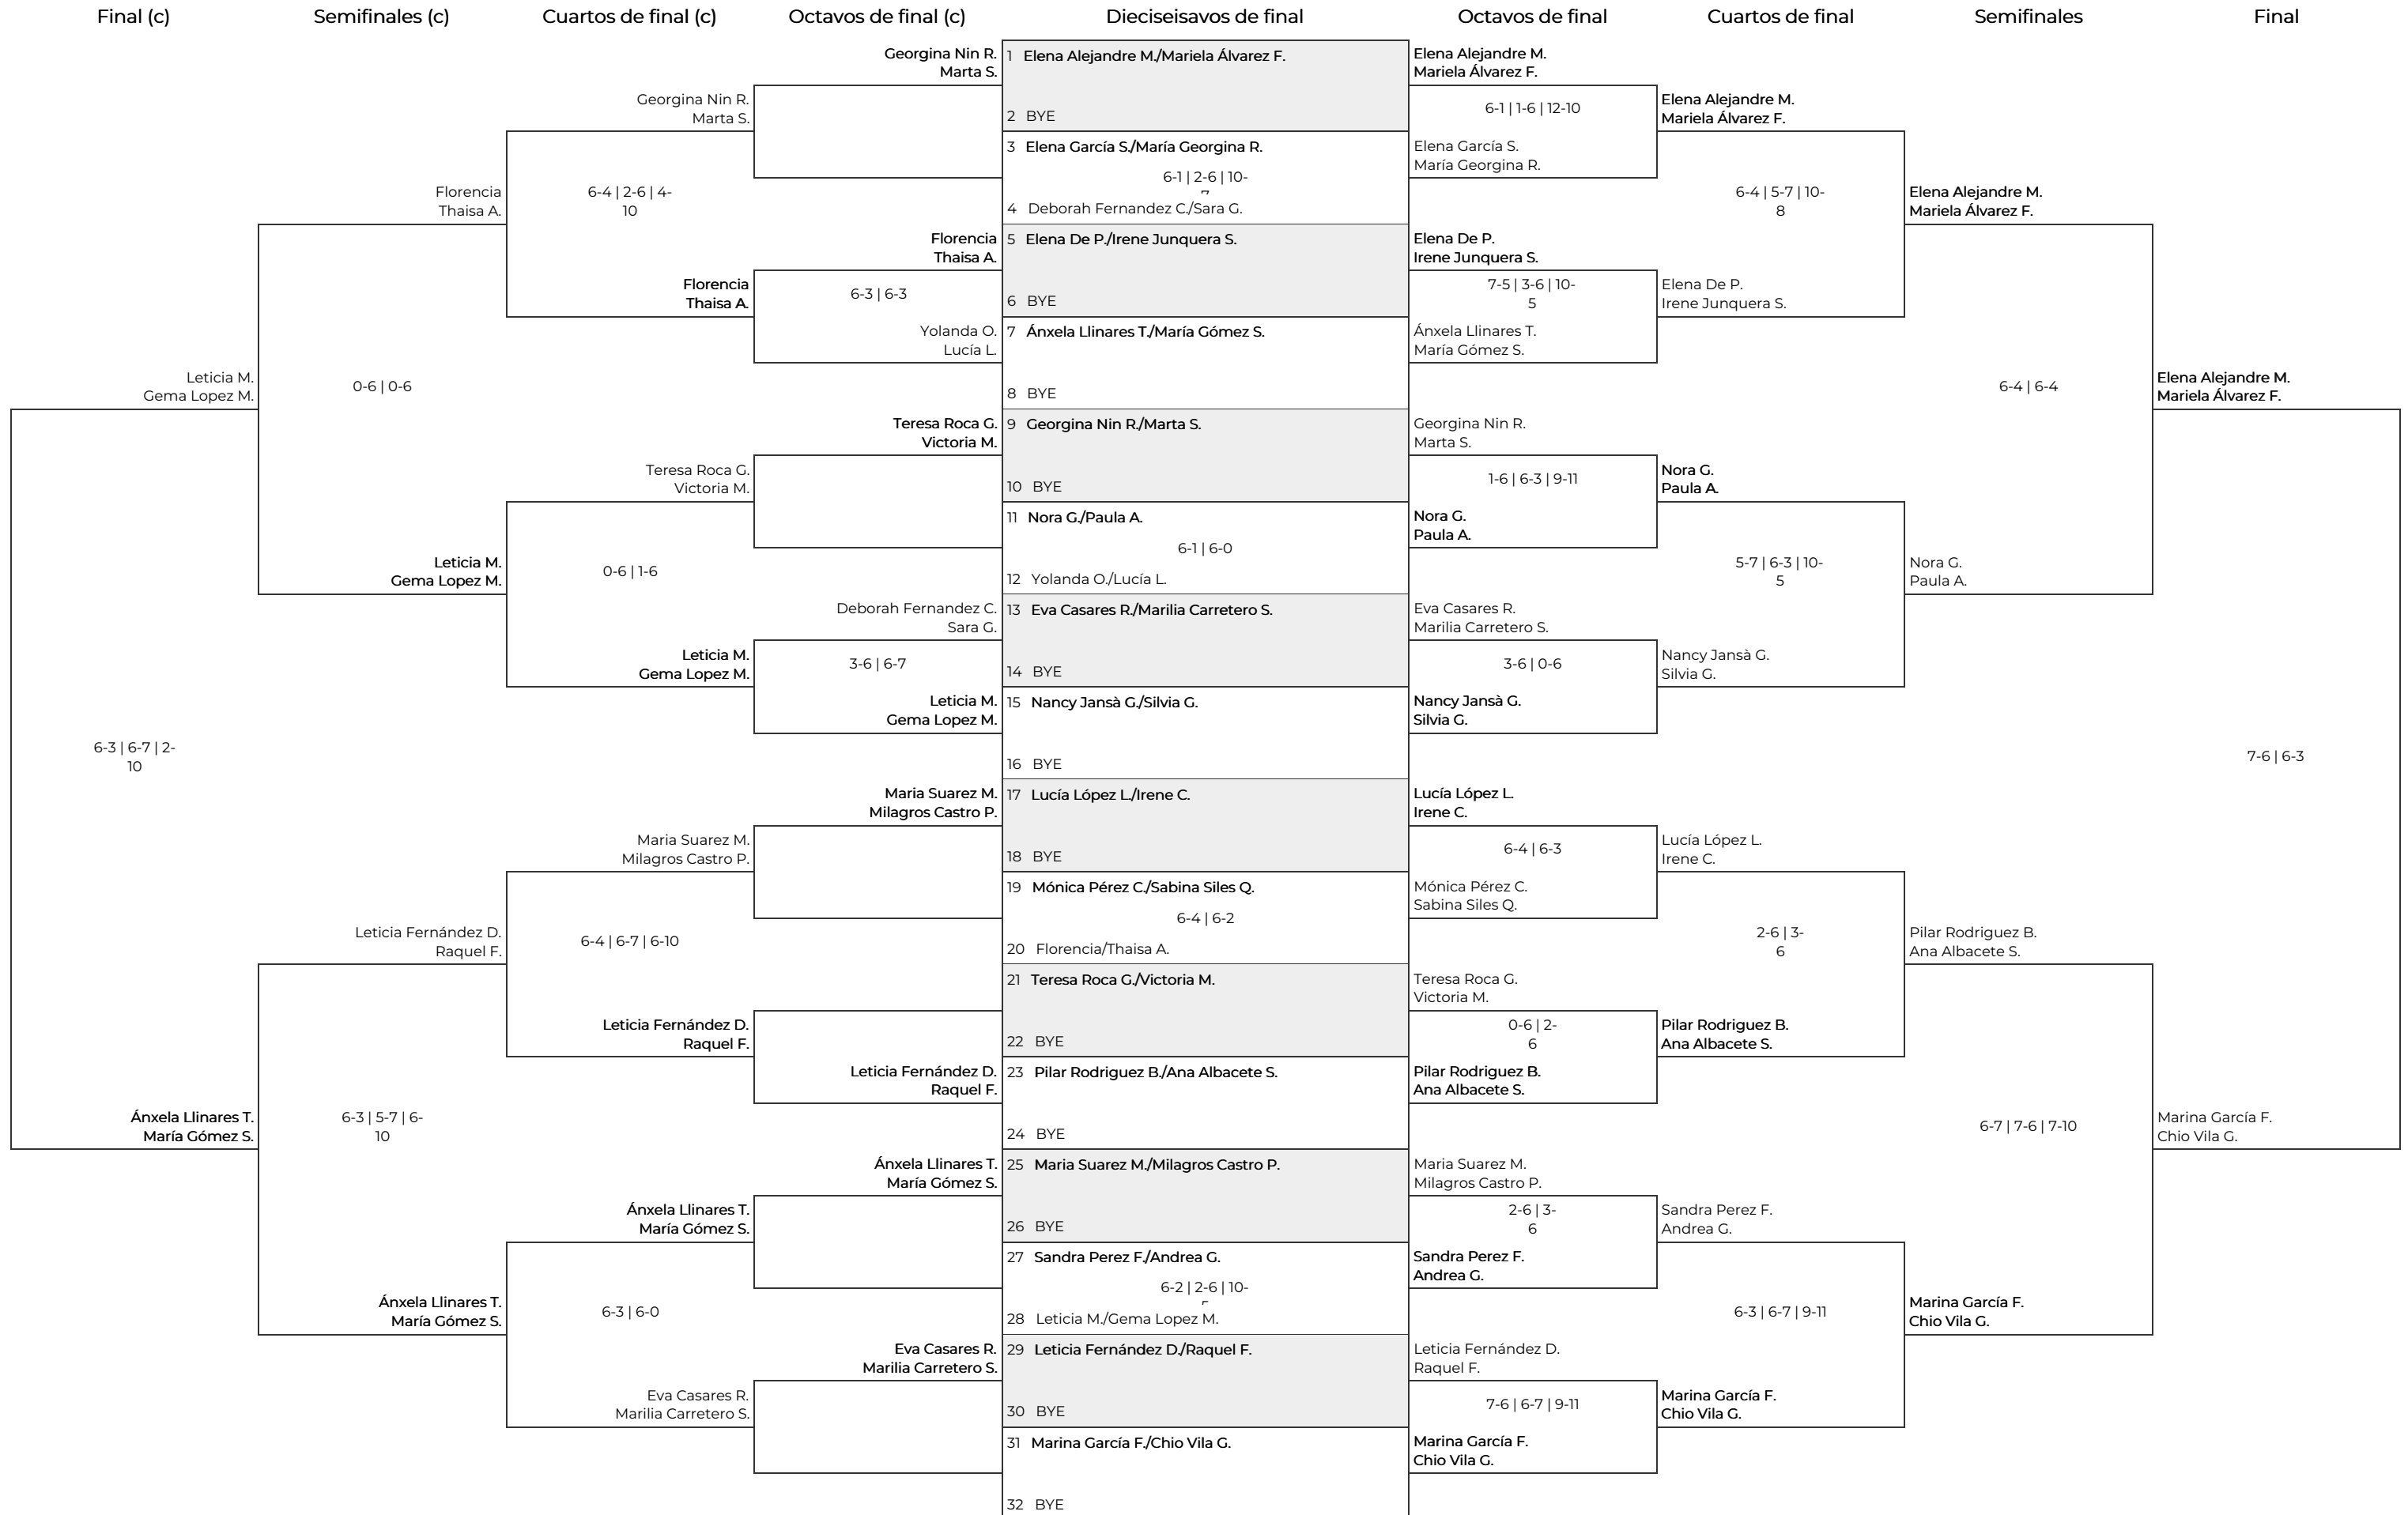 Final (c)
Semifinales (c)
Cuartos de final (c)
Octavos de final (c)
Dieciseisavos de final
Octavos de final
Cuartos de final
Semifinales
Final
Leticia M.
Gema Lopez M.
6-3 | 6-7 | 2-
10
Ánxela Llinares T.
María Gómez S.
Florencia
Thaisa A.
0-6 | 0-6
Leticia M.
Gema Lopez M.
Leticia Fernández D.
Raquel F.
6-3 | 5-7 | 6-
10
Ánxela Llinares T.
María Gómez S.
Georgina Nin R.
Marta S.
6-4 | 2-6 | 4-
10
Florencia
Thaisa A.
Teresa Roca G.
Victoria M.
0-6 | 1-6
Leticia M.
Gema Lopez M.
Maria Suarez M.
Milagros Castro P.
6-4 | 6-7 | 6-10
Leticia Fernández D.
Raquel F.
Ánxela Llinares T.
María Gómez S.
6-3 | 6-0
Eva Casares R.
Marilia Carretero S.
Georgina Nin R.
Marta S.
Florencia
Thaisa A.
6-3 | 6-3
Yolanda O.
Lucía L.
Teresa Roca G.
Victoria M.
Deborah Fernandez C.
Sara G.
3-6 | 6-7
Leticia M.
Gema Lopez M.
Maria Suarez M.
Milagros Castro P.
Leticia Fernández D.
Raquel F.
Ánxela Llinares T.
María Gómez S.
Eva Casares R.
Marilia Carretero S.
1 Elena Alejandre M./Mariela Álvarez F.
2 BYE
3 Elena García S./María Georgina R.
6-1 | 2-6 | 10-
4 Deborah Fernandez C./Sara G.
5 Elena De P./Irene Junquera S.
6 BYE
7 Ánxela Llinares T./María Gómez S.
8 BYE
9 Georgina Nin R./Marta S.
10 BYE
11 Nora G./Paula A.
6-1 | 6-0
12 Yolanda O./Lucía L.
13 Eva Casares R./Marilia Carretero S.
14 BYE
15 Nancy Jansà G./Silvia G.
16 BYE
17 Lucía López L./Irene C.
18 BYE
19 Mónica Pérez C./Sabina Siles Q.
6-4 | 6-2
20 Florencia/Thaisa A.
21 Teresa Roca G./Victoria M.
22 BYE
23 Pilar Rodriguez B./Ana Albacete S.
24 BYE
25 Maria Suarez M./Milagros Castro P.
26 BYE
27 Sandra Perez F./Andrea G.
6-2 | 2-6 | 10-
28 Leticia M./Gema Lopez M.
29 Leticia Fernández D./Raquel F.
30 BYE
31 Marina García F./Chio Vila G.
32 BYE
Elena Alejandre M.
Mariela Álvarez F.
6-1 | 1-6 | 12-10
Elena García S.
María Georgina R.
Elena De P.
Irene Junquera S.
7-5 | 3-6 | 10-
5
Ánxela Llinares T.
María Gómez S.
Georgina Nin R.
Marta S.
1-6 | 6-3 | 9-11
Nora G.
Paula A.
Eva Casares R.
Marilia Carretero S.
3-6 | 0-6
Nancy Jansà G.
Silvia G.
Lucía López L.
Irene C.
6-4 | 6-3
Mónica Pérez C.
Sabina Siles Q.
Teresa Roca G.
Victoria M.
0-6 | 2-
6
Pilar Rodriguez B.
Ana Albacete S.
Maria Suarez M.
Milagros Castro P.
2-6 | 3-
6
Sandra Perez F.
Andrea G.
Leticia Fernández D.
Raquel F.
7-6 | 6-7 | 9-11
Marina García F.
Chio Vila G.
Elena Alejandre M.
Mariela Álvarez F.
6-4 | 5-7 | 10-
8
Elena De P.
Irene Junquera S.
Nora G.
Paula A.
5-7 | 6-3 | 10-
5
Nancy Jansà G.
Silvia G.
Lucía López L.
Irene C.
2-6 | 3-
6
Pilar Rodriguez B.
Ana Albacete S.
Sandra Perez F.
Andrea G.
6-3 | 6-7 | 9-11
Marina García F.
Chio Vila G.
Elena Alejandre M.
Mariela Álvarez F.
6-4 | 6-4
Nora G.
Paula A.
Pilar Rodriguez B.
Ana Albacete S.
6-7 | 7-6 | 7-10
Marina García F.
Chio Vila G.
Elena Alejandre M.
Mariela Álvarez F.
7-6 | 6-3
Marina García F.
Chio Vila G.